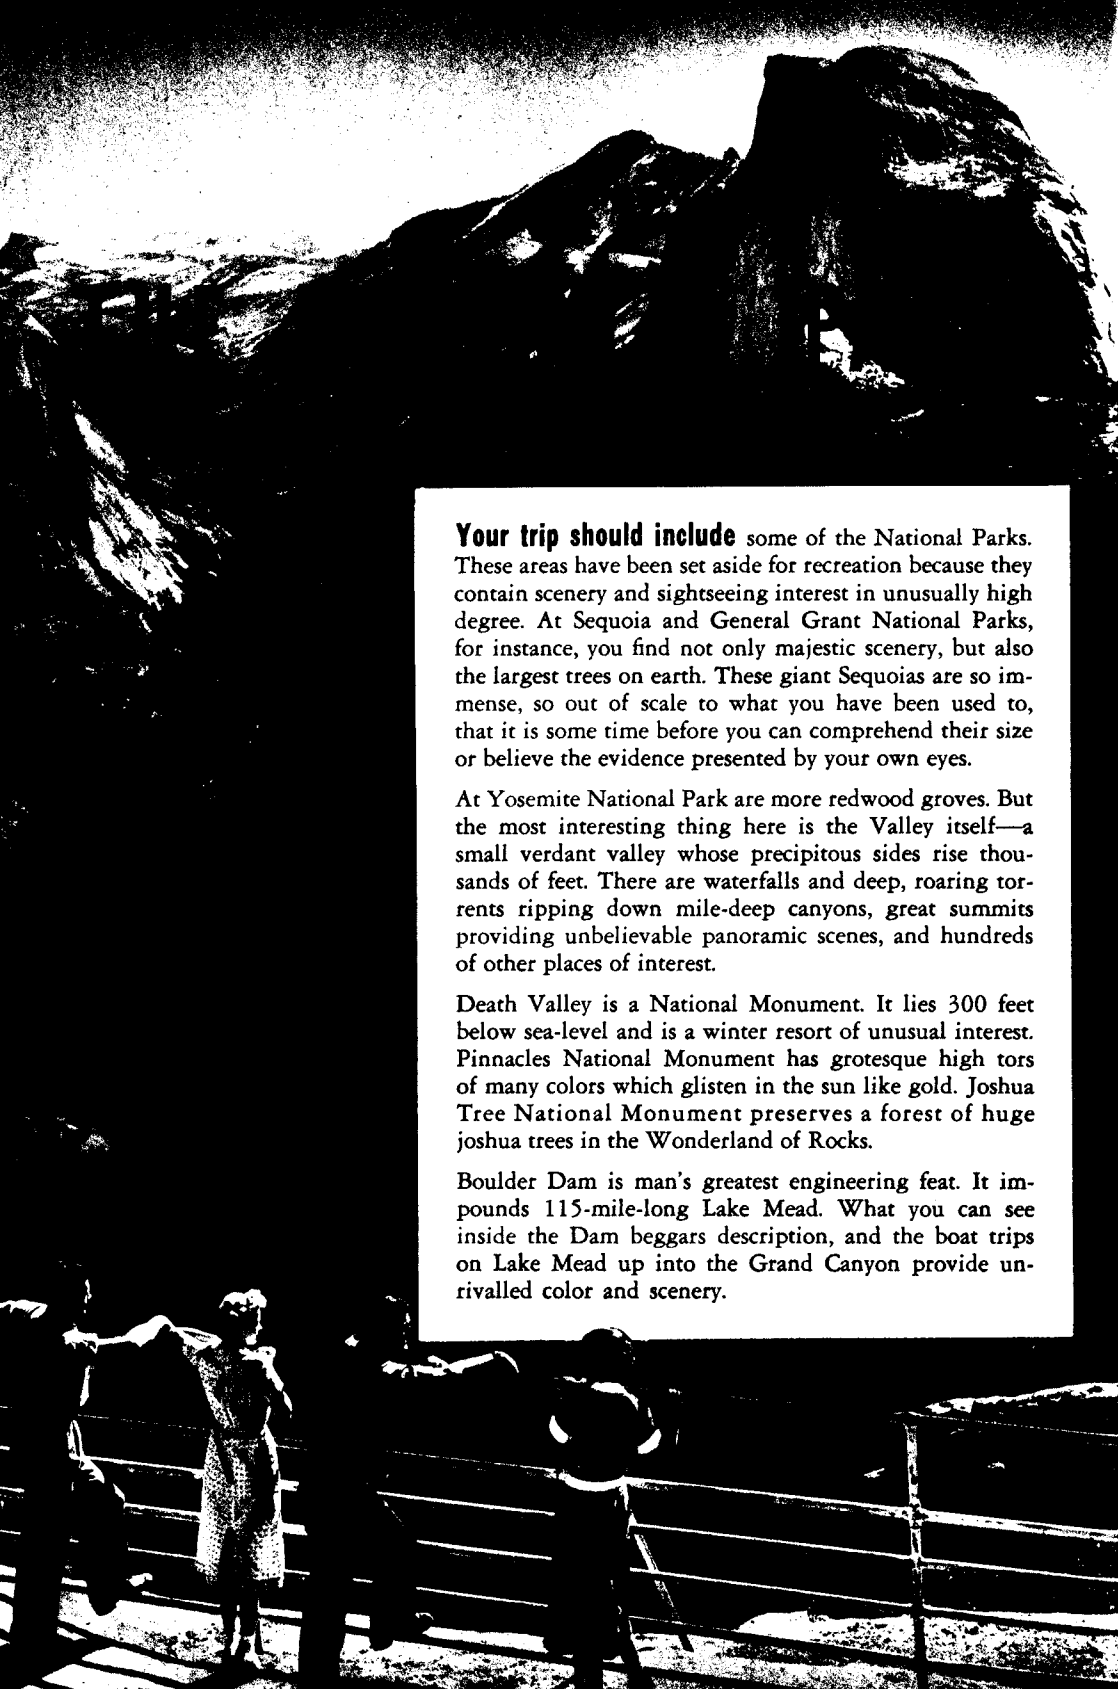 Your trip should include some of the National Parks.
These areas have been set aside for recreation because they
contain scenery and sightseeing interest in unusually high
degree. At Sequoia and General Grant National Parks,
for instance, you find not only majestic scenery, but also
the largest trees on earth. These giant Sequoias are so im-
mense, so out of scale to what you have been used to,
that it is some time before you can comprehend their size
or believe the evidence presented by your own eyes.
At Yosemite National Park are more redwood groves. But
the most interesting thing here is the Valley itself—a
small verdant valley whose precipitous sides rise thou-
sands of feet. There are waterfalls and deep, roaring tor-
rents ripping down mile-deep canyons, great summits
providing unbelievable panoramic scenes, and hundreds
of other places of interest.
Death Valley is a National Monument. It lies 300 feet
below sea-level and is a winter resort of unusual interest.
Pinnacles National Monument has grotesque high tors
of many colors which glisten in the sun like gold. Joshua
Tree National Monument preserves a forest of huge
joshua trees in the Wonderland of Rocks.
Boulder Dam is man's greatest engineering feat. It im-
pounds 115-mile-long Lake Mead. What you can see
inside the Dam beggars description, and the boat trips
on Lake Mead up into the Grand Canyon provide un-
rivalled color and scenery.